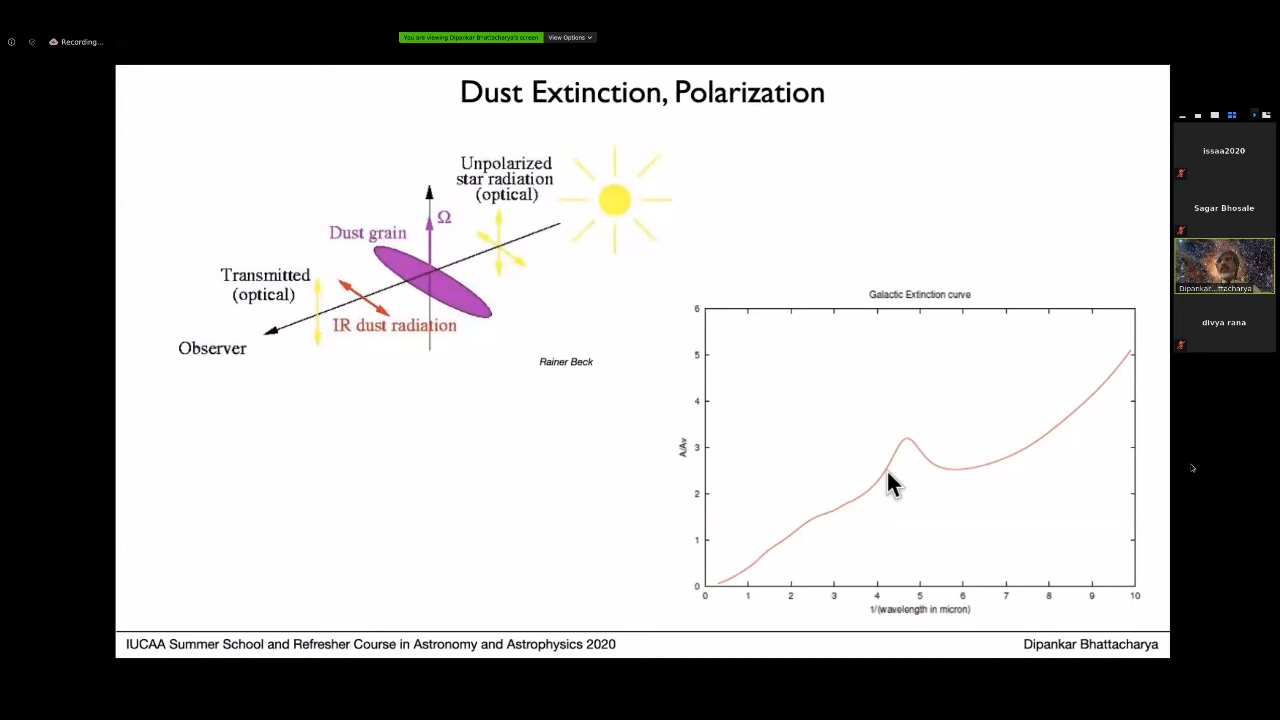 Recording...
You are viewing Dipankar Bhattacharya's screen
View Options
Dust Extinction, Polarization
Unpolarized
star radiation
(optical)
Ω
Dust grain
Transmitted
(optical)
IR dust radiation
Observer
Rainer Beck
Galactic Extinction curve
6
5
4
3
2
1
0
A/Av
0 1 2 3 4 5 6 7 8 9 10
1/(wavelength in micron)
IUCAA Summer School and Refresher Course in Astronomy and Astrophysics 2020
Dipankar Bhattacharya
issaa2020
Sagar Bhosale
Dipankar...ttacharya
divya rana